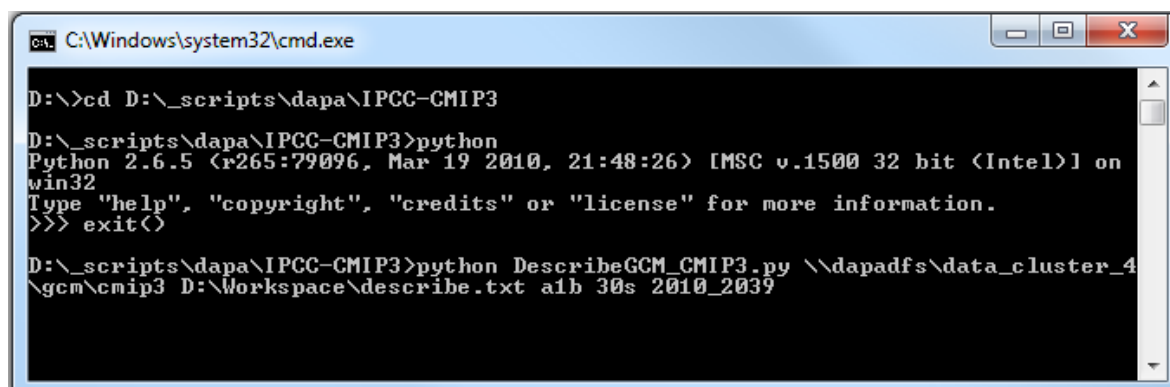 C:\Windows\system32\cmd.exe
D:\>cd D:\_scripts\dapa\IPCC-CMIP3
D:\_scripts\dapa\IPCC-CMIP3>python
Python 2.6.5 (r265:79096, Mar 19 2010, 21:48:26) [MSC v.1500 32 bit (Intel)] on
win32
Type "help", "copyright", "credits" or "license" for more information.
>>> exit()
D:\_scripts\dapa\IPCC-CMIP3>python DescribeGCM_CMIP3.py \\dapadfs\data_cluster_4
\gcm\cmip3 D:\Workspace\describe.txt a1b 30s 2010_2039